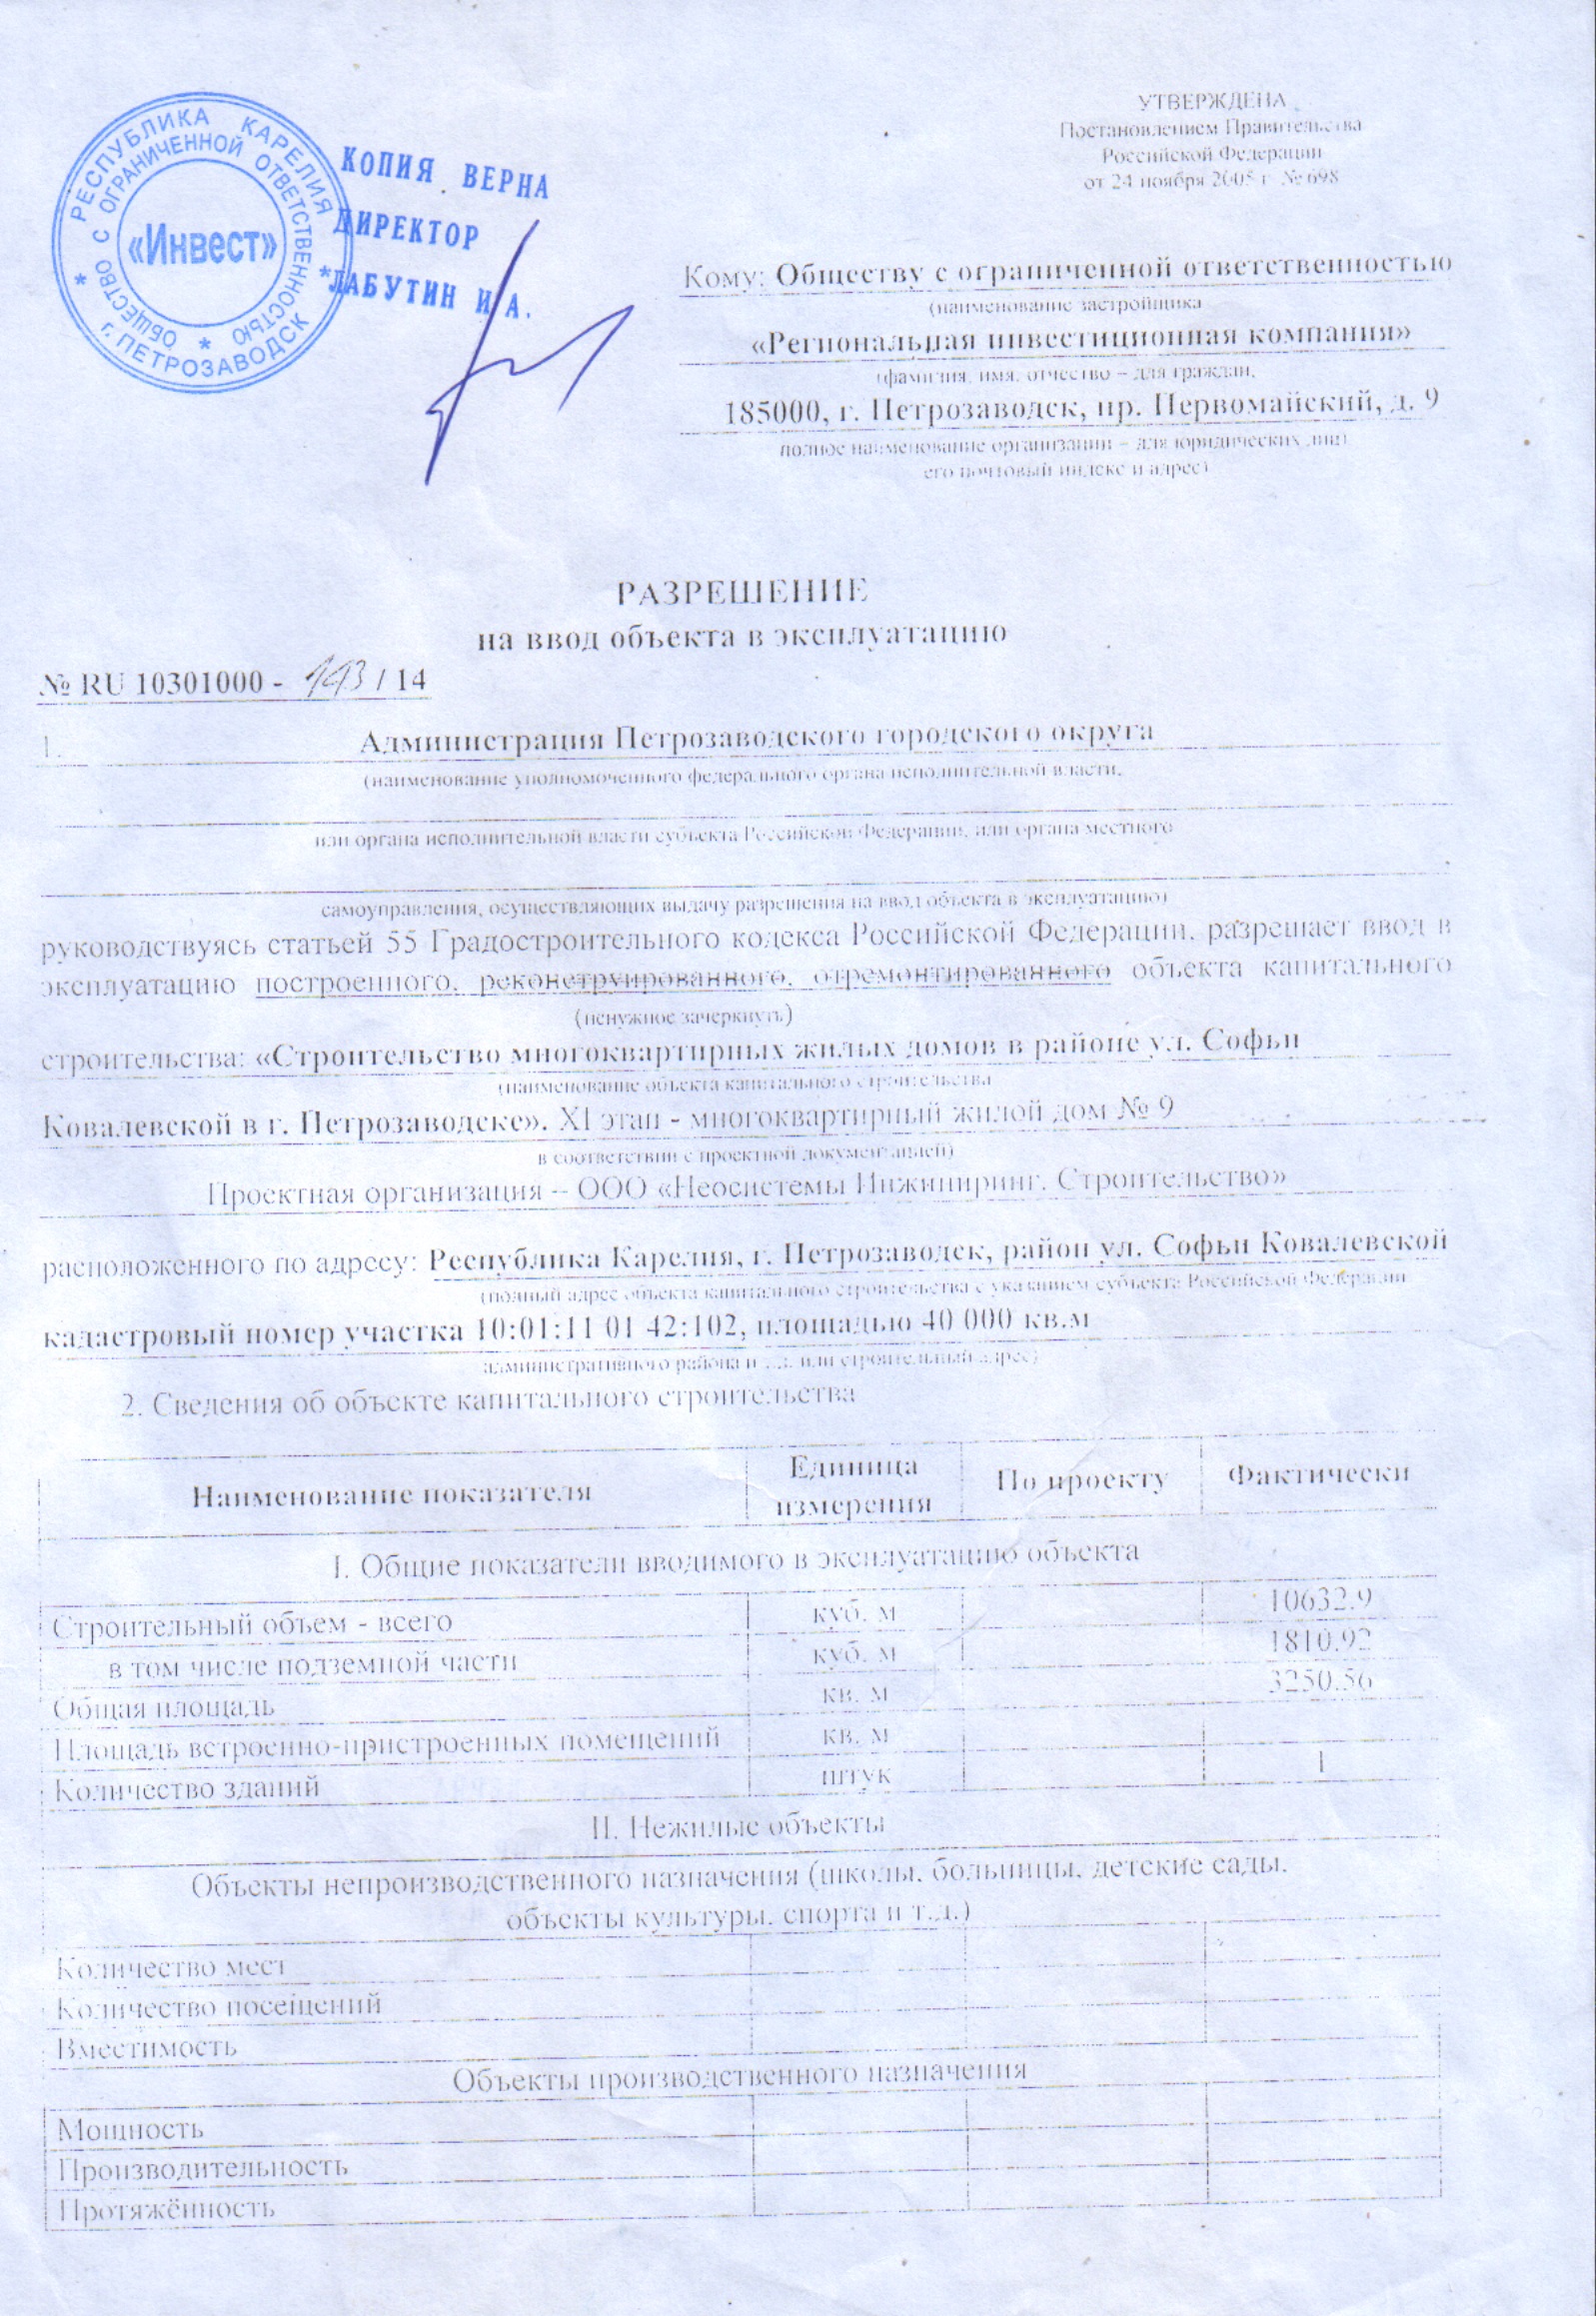 УТВЕРЖДЕНА
Постановлением Правительства
Российской Федерации
от 24 ноября 2005 г. № 698
РЕСПУБЛИКА КАРЕЛИЯ
ОБЩЕСТВО С ОГРАНИЧЕННОЙ ОТВЕТСТВЕННОСТЬЮ
«Инвест»
г. ПЕТРОЗАВОДСК
КОПИЯ ВЕРНА
ДИРЕКТОР
ЛАБУТИН И.А.
Кому: Обществу с ограниченной ответственностью
(наименование застройщика
«Региональная инвестиционная компания»
(фамилия, имя, отчество – для граждан,
185000, г. Петрозаводск, пр. Первомайский, д. 9
полное наименование организации – для юридических лиц
его почтовый индекс и адрес)
РАЗРЕШЕНИЕ
на ввод объекта в эксплуатацию
№ RU 10301000 - 143 / 14
1. Администрация Петрозаводского городского округа
(наименование уполномоченного федерального органа исполнительной власти,
или органа исполнительной власти субъекта Российской Федерации, или органа местного
самоуправления, осуществляющих выдачу разрешения на ввод объекта в эксплуатацию)
руководствуясь статьей 55 Градостроительного кодекса Российской Федерации, разрешает ввод в
эксплуатацию построенного, реконструированного, отремонтированного объекта капитального
(ненужное зачеркнуть)
строительства: «Строительство многоквартирных жилых домов в районе ул. Софьи
(наименование объекта капитального строительства
Ковалевской в г. Петрозаводске». XI этап - многоквартирный жилой дом № 9
в соответствии с проектной документацией)
Проектная организация – ООО «Неосистемы Инжиниринг. Строительство»
расположенного по адресу: Республика Карелия, г. Петрозаводск, район ул. Софьи Ковалевской
(полный адрес объекта капитального строительства с указанием субъекта Российской Федерации
кадастровый номер участка 10:01:11 01 42:102, площадью 40 000 кв.м
административного района и т.д. или строительный адрес)
2. Сведения об объекте капитального строительства
Наименование показателя Единица измерения По проекту Фактически
I. Общие показатели вводимого в эксплуатацию объекта
Строительный объем - всего куб. м 10632.9
в том числе подземной части куб. м 1810.92
Общая площадь кв. м 3250.56
Площадь встроенно-пристроенных помещений кв. м
Количество зданий штук 1
II. Нежилые объекты
Объекты непроизводственного назначения (школы, больницы, детские сады,
объекты культуры, спорта и т.д.)
Количество мест
Количество посещений
Вместимость
Объекты производственного назначения
Мощность
Производительность
Протяжённость